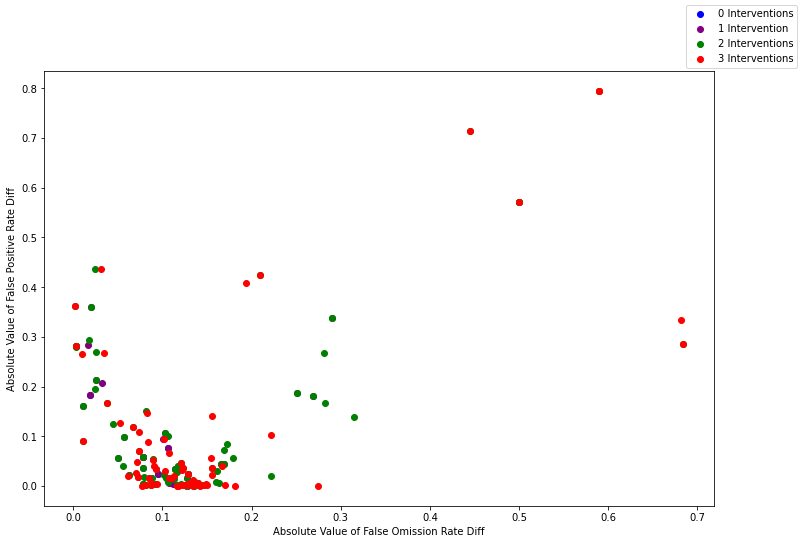 0 Interventions
1 Intervention
2 Interventions
3 Interventions
0.8
0.7
0.6
0.5
0.4
0.3
0.2
0.1
0.0
Absolute Value of False Positive Rate Diff
0.0 0.1 0.2 0.3 0.4 0.5 0.6 0.7
Absolute Value of False Omission Rate Diff